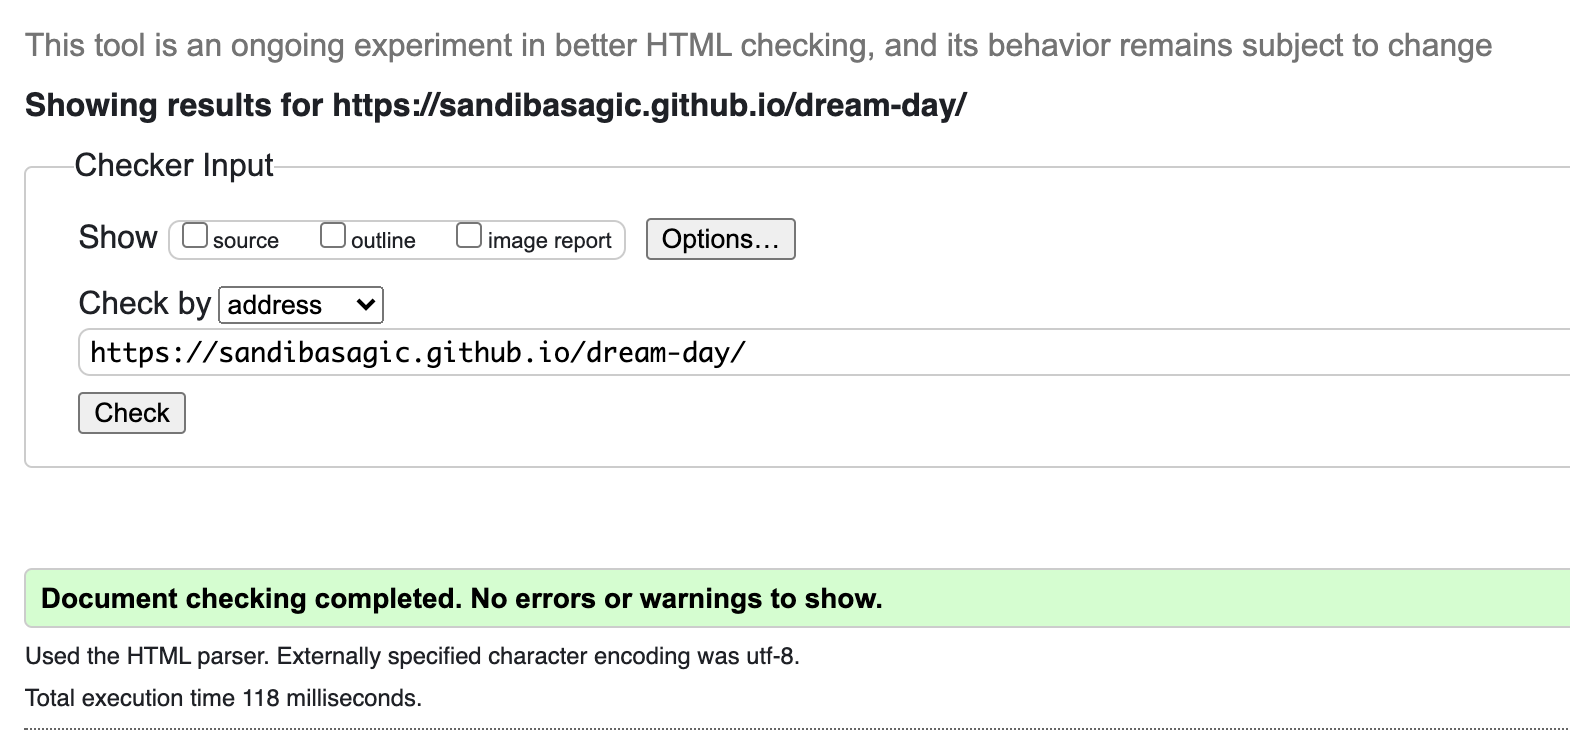 This tool is an ongoing experiment in better HTML checking, and its behavior remains subject to change
Showing results for https://sandibasagic.github.io/dream-day/
Checker Input
Show source outline image report Options…
Check by address
https://sandibasagic.github.io/dream-day/
Check
Document checking completed. No errors or warnings to show.
Used the HTML parser. Externally specified character encoding was utf-8.
Total execution time 118 milliseconds.